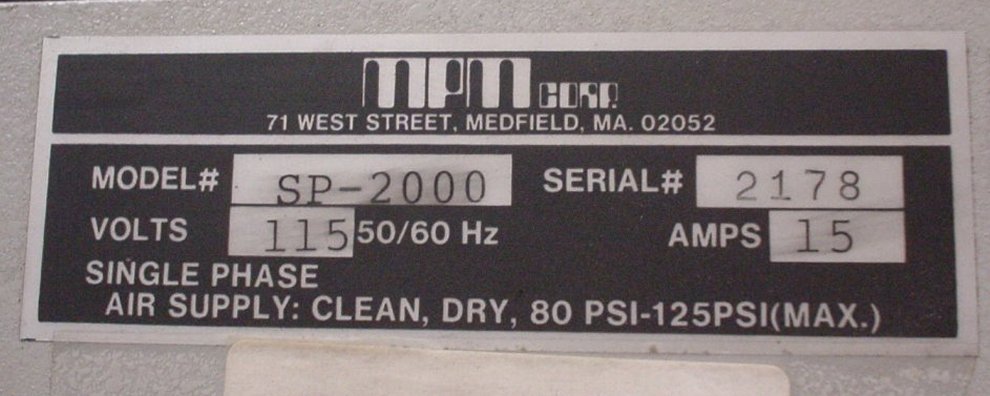 MPM CORP.
71 WEST STREET, MEDFIELD, MA. 02052
MODEL# SP-2000 SERIAL# 2178
VOLTS 115 50/60 Hz AMPS 15
SINGLE PHASE
AIR SUPPLY: CLEAN, DRY, 80 PSI-125PSI(MAX.)